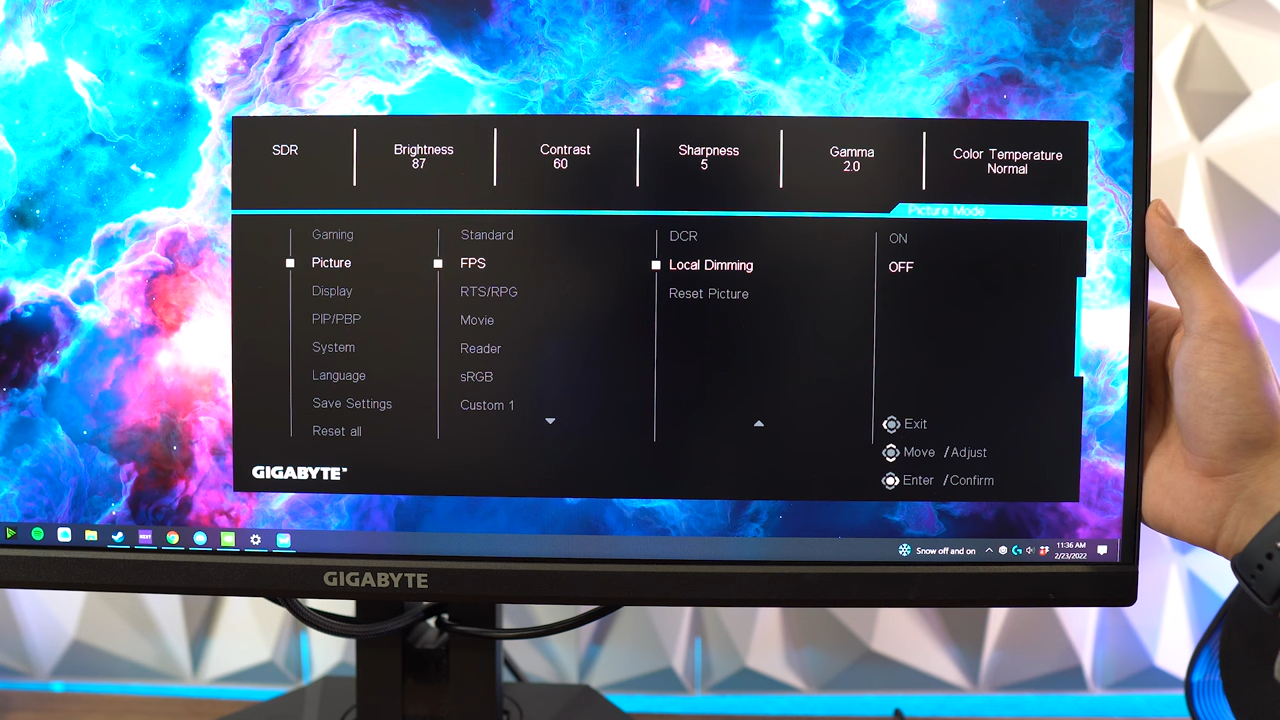 SDR
Brightness
87
Contrast
60
Sharpness
5
Gamma
2.0
Color Temperature
Normal
Picture Mode FPS
Gaming
Picture
Display
PIP/PBP
System
Language
Save Settings
Reset all
Standard
FPS
RTS/RPG
Movie
Reader
sRGB
Custom 1
DCR
Local Dimming
Reset Picture
ON
OFF
Exit
Move /Adjust
Enter /Confirm
GIGABYTE™
NEXT
Snow off and on
11:36 AM
2/23/2022
GIGABYTE